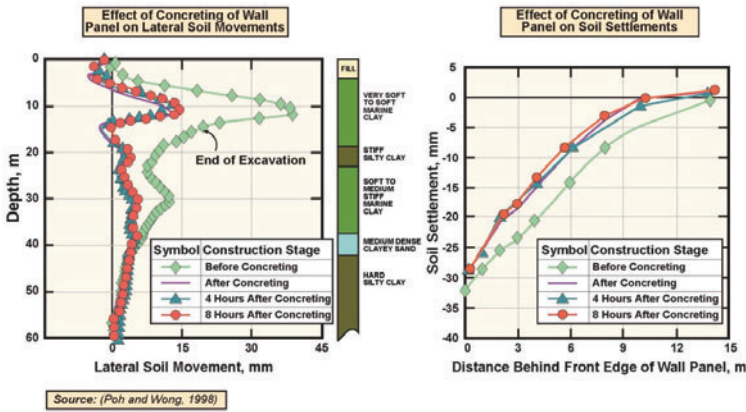 Effect of Concreting of Wall
Panel on Lateral Soil Movements
0
10
20
30
40
50
60
Depth, m
0
15
30
45
Lateral Soil Movement, mm
End of Excavation
Symbol Construction Stage
Before Concreting
After Concreting
4 Hours After Concreting
8 Hours After Concreting
FILL
VERY SOFT
TO SOFT
MARINE
CLAY
STIFF
SILTY CLAY
SOFT TO
MEDIUM
STIFF
MARINE
CLAY
MEDIUM DENSE
CLAYEY SAND
HARD
SILTY CLAY
Effect of Concreting of Wall
Panel on Soil Settlements
10
5
0
-5
-10
-15
-20
-25
-30
-35
-40
Soil Settlement, mm
Symbol Construction Stage
Before Concreting
After Concreting
4 Hours After Concreting
8 Hours After Concreting
0
3
6
9
12
15
Distance Behind Front Edge of Wall Panel, m
Source: (Poh and Wong, 1998)